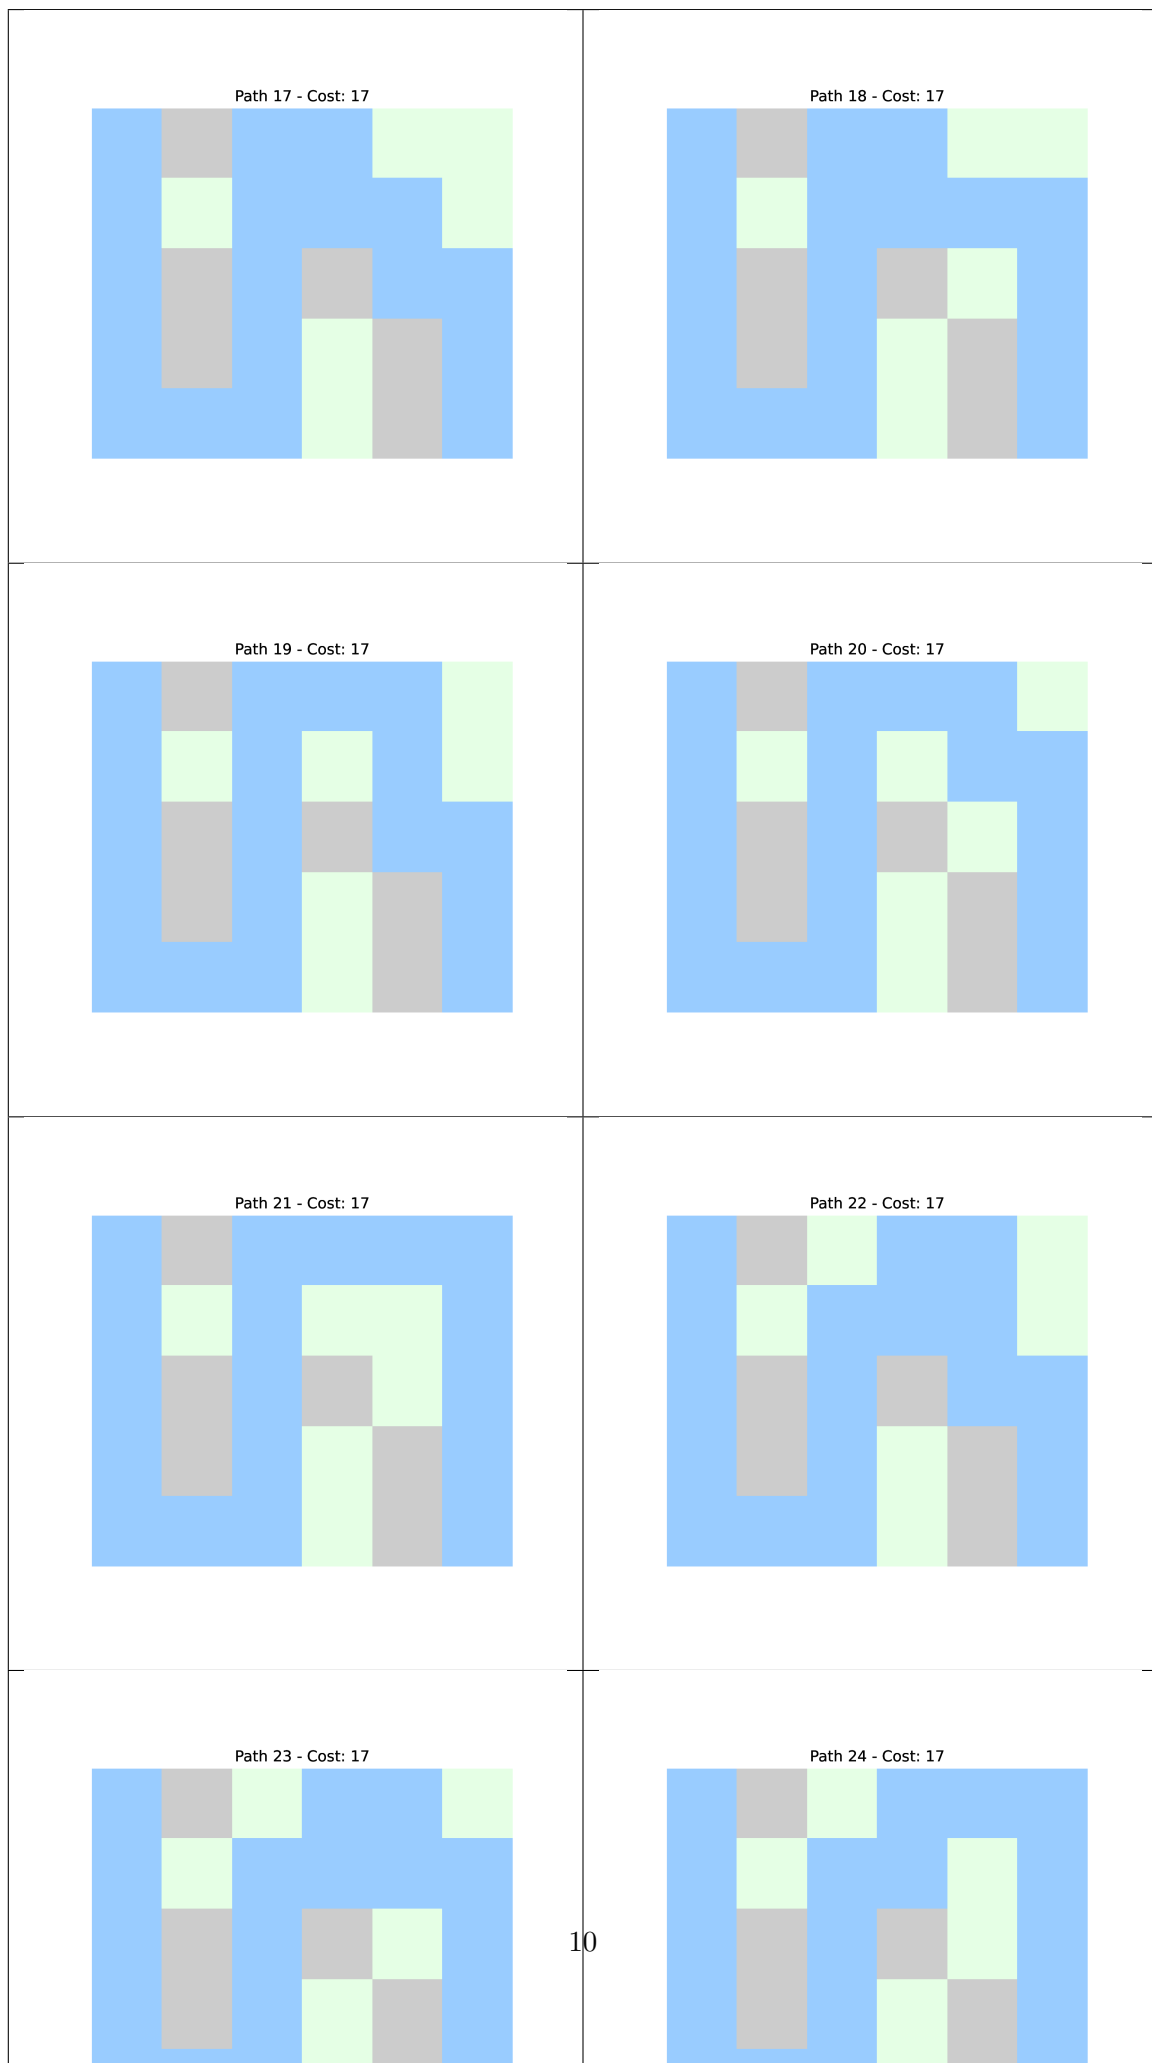 Path 17 - Cost: 17
Path 18 - Cost: 17
Path 19 - Cost: 17
Path 20 - Cost: 17
Path 21 - Cost: 17
Path 22 - Cost: 17
Path 23 - Cost: 17
Path 24 - Cost: 17
10